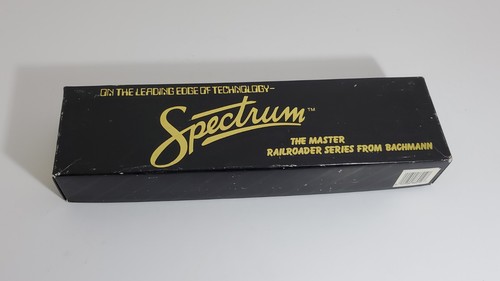 ON THE LEADING EDGE OF TECHNOLOGY-
Spectrum™
THE MASTER
RAILROADER SERIES FROM BACHMANN